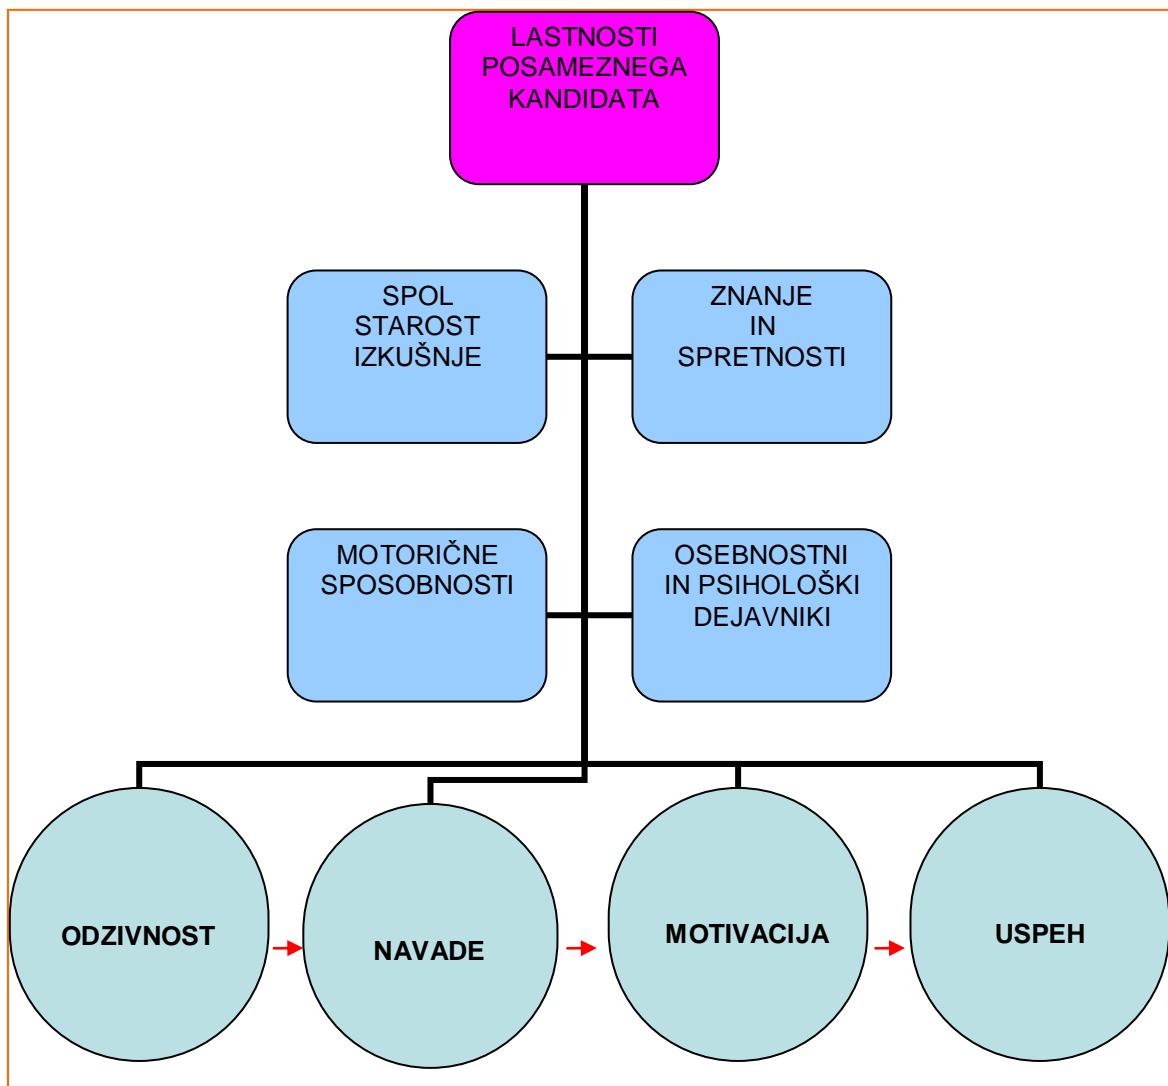 LASTNOSTI
POSAMEZNEGA
KANDIDATA
SPOL
STAROST
IZKUŠNJE
ZNANJE
IN
SPRETNOSTI
MOTORIČNE
SPOSOBNOSTI
OSEBNOSTNI
IN PSIHOLOŠKI
DEJAVNIKI
ODZIVNOST
NAVADE
MOTIVACIJA
USPEH